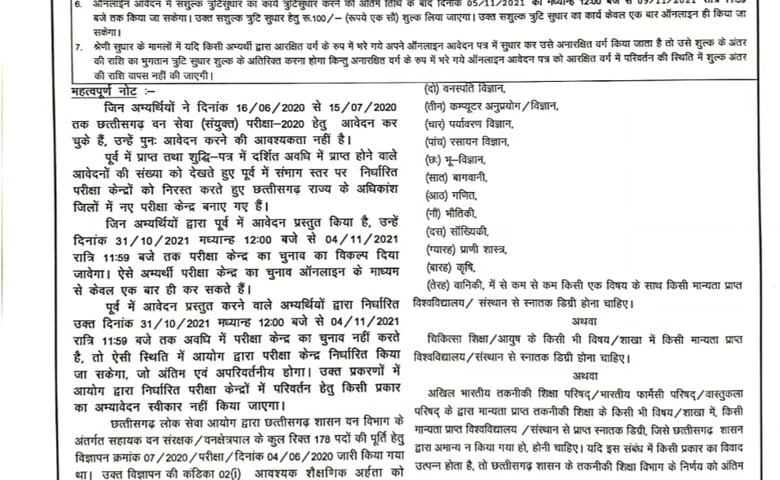 6. ऑनलाइन आवेदन में सशुल्क त्रुटिसुधार का कार्य त्रुटिसुधार करने की अंतिम तिथि के बाद दिनांक 05/11/2021 को मध्यान्ह 12:00 बजे से 09/11/2021 रात्रि 11:59
बजे तक किया जा सकेगा। उक्त सशुल्क त्रुटि सुधार हेतु रू.100/– (रूपये एक सौ) शुल्क लिया जाएगा। उक्त सशुल्क त्रुटि सुधार का कार्य केवल एक बार ऑनलाइन ही किया जा
सकेगा।
7. श्रेणी सुधार के मामलों में यदि किसी अभ्यर्थी द्वारा आरक्षित वर्ग के रुप में भरे गये अपने ऑनलाइन आवेदन पत्र में सुधार कर उसे अनारक्षित वर्ग किया जाता है तो उसे शुल्क के अंतर
की राशि का भुगतान त्रुटि सुधार शुल्क के अतिरिक्त करना होगा किन्तु अनारक्षित वर्ग के रुप में भरे गये ऑनलाइन आवेदन पत्र को आरक्षित वर्ग में परिवर्तन की स्थिति में शुल्क अंतर
की राशि वापस नहीं की जाएगी।
महत्वपूर्ण नोट :–
जिन अभ्यर्थियों ने दिनांक 16/06/2020 से 15/07/2020
तक छत्तीसगढ़ वन सेवा (संयुक्त) परीक्षा–2020 हेतु आवेदन कर
चुके हैं, उन्हें पुनः आवेदन करने की आवश्यकता नहीं है।
पूर्व में प्राप्त तथा शुद्धि–पत्र में दर्शित अवधि में प्राप्त होने वाले
आवेदनों की संख्या को देखते हुए पूर्व में संभाग स्तर पर निर्धारित
परीक्षा केन्द्रों को निरस्त करते हुए छत्तीसगढ़ राज्य के अधिकांश
जिलों में नए परीक्षा केन्द्र बनाए गए हैं।
जिन अभ्यर्थियों द्वारा पूर्व में आवेदन प्रस्तुत किया है, उन्हें
दिनांक 31/10/2021 मध्यान्ह 12:00 बजे से 04/11/2021
रात्रि 11:59 बजे तक परीक्षा केन्द्र का चुनाव का विकल्प दिया
जावेगा। ऐसे अभ्यर्थी परीक्षा केन्द्र का चुनाव ऑनलाइन के माध्यम
से केवल एक बार ही कर सकते हैं।
पूर्व में आवेदन प्रस्तुत करने वाले अभ्यर्थियों द्वारा निर्धारित
उक्त दिनांक 31/10/2021 मध्यान्ह 12:00 बजे से 04/11/2021
रात्रि 11:59 बजे तक अवधि में परीक्षा केन्द्र का चुनाव नहीं करते
है, तो ऐसी स्थिति में आयोग द्वारा परीक्षा केन्द्र निर्धारित किया
जा सकेगा, जो अंतिम एवं अपरिवर्तनीय होगा। उक्त प्रकरणों में
आयोग द्वारा निर्धारित परीक्षा केन्द्रों में परिवर्तन हेतु किसी प्रकार
का अभ्यावेदन स्वीकार नहीं किया जाएगा।
छत्तीसगढ़ लोक सेवा आयोग द्वारा छत्तीसगढ़ शासन वन विभाग के
अंतर्गत सहायक वन संरक्षक/वनक्षेत्रपाल के कुल रिक्त 178 पदों की पूर्ति हेतु
विज्ञापन क्रमांक 07/2020/परीक्षा/दिनांक 04/06/2020 जारी किया गया
था। उक्त विज्ञापन की कंडिका 02(i) आवश्यक शैक्षणिक अर्हता को
(दो) वनस्पति विज्ञान,
(तीन) कम्प्यूटर अनुप्रयोग/विज्ञान,
(चार) पर्यावरण विज्ञान,
(पांच) रसायन विज्ञान,
(छः) भू–विज्ञान,
(सात) बागवानी,
(आठ) गणित,
(नौ) भौतिकी,
(दस) सॉख्यिकी,
(ग्यारह) प्राणी शास्त्र,
(बारह) कृषि,
(तेरह) वानिकी, में से कम से कम किसी एक विषय के साथ किसी मान्यता प्राप्त
विश्वविद्यालय/ संस्थान से स्नातक डिग्री होना चाहिए।
अथवा
चिकित्सा शिक्षा/आयुष के किसी भी विषय/शाखा में किसी मान्यता प्राप्त
विश्वविद्यालय/संस्थान से स्नातक डिग्री होना चाहिए।
अथवा
अखिल भारतीय तकनीकी शिक्षा परिषद्/भारतीय फार्मेसी परिषद्/वास्तुकला
परिषद् के द्वारा मान्यता प्राप्त तकनीकी शिक्षा के किसी भी विषय/शाखा में, किसी
मान्यता प्राप्त विश्वविद्यालय /संस्थान से प्राप्त स्नातक डिग्री, जिसे छत्तीसगढ़ शासन
द्वारा अमान्य न किया गया हो, होनी चाहिए। यदि इस संबंध में किसी प्रकार का विवाद
उत्पन्न होता है, तो छत्तीसगढ़ शासन के तकनीकी शिक्षा विभाग के निर्णय को अंतिम